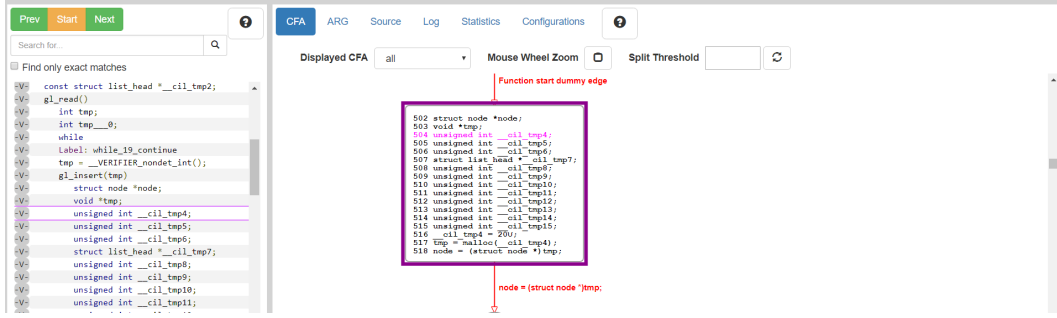 Prev Start Next
Search for...
Find only exact matches
-V- const struct list_head *__cil_tmp2;
-V- gl_read()
-V- int tmp;
-V- int tmp___0;
-V- while
-V- Label: while_19_continue
-V- tmp = __VERIFIER_nondet_int();
-V- gl_insert(tmp)
-V- struct node *node;
-V- void *tmp;
-V- unsigned int __cil_tmp4;
-V- unsigned int __cil_tmp5;
-V- unsigned int __cil_tmp6;
-V- struct list_head *__cil_tmp7;
-V- unsigned int __cil_tmp8;
-V- unsigned int __cil_tmp9;
-V- unsigned int __cil_tmp10;
-V- unsigned int __cil_tmp11;
CFA ARG Source Log Statistics Configurations
Displayed CFA all Mouse Wheel Zoom Split Threshold
Function start dummy edge
502 struct node *node;
503 void *tmp;
504 unsigned int __cil_tmp4;
505 unsigned int __cil_tmp5;
506 unsigned int __cil_tmp6;
507 struct list_head *__cil_tmp7;
508 unsigned int __cil_tmp8;
509 unsigned int __cil_tmp9;
510 unsigned int __cil_tmp10;
511 unsigned int __cil_tmp11;
512 unsigned int __cil_tmp12;
513 unsigned int __cil_tmp13;
514 unsigned int __cil_tmp14;
515 unsigned int __cil_tmp15;
516 __cil_tmp4 = 20U;
517 tmp = malloc(__cil_tmp4);
518 node = (struct node *)tmp;
node = (struct node *)tmp;